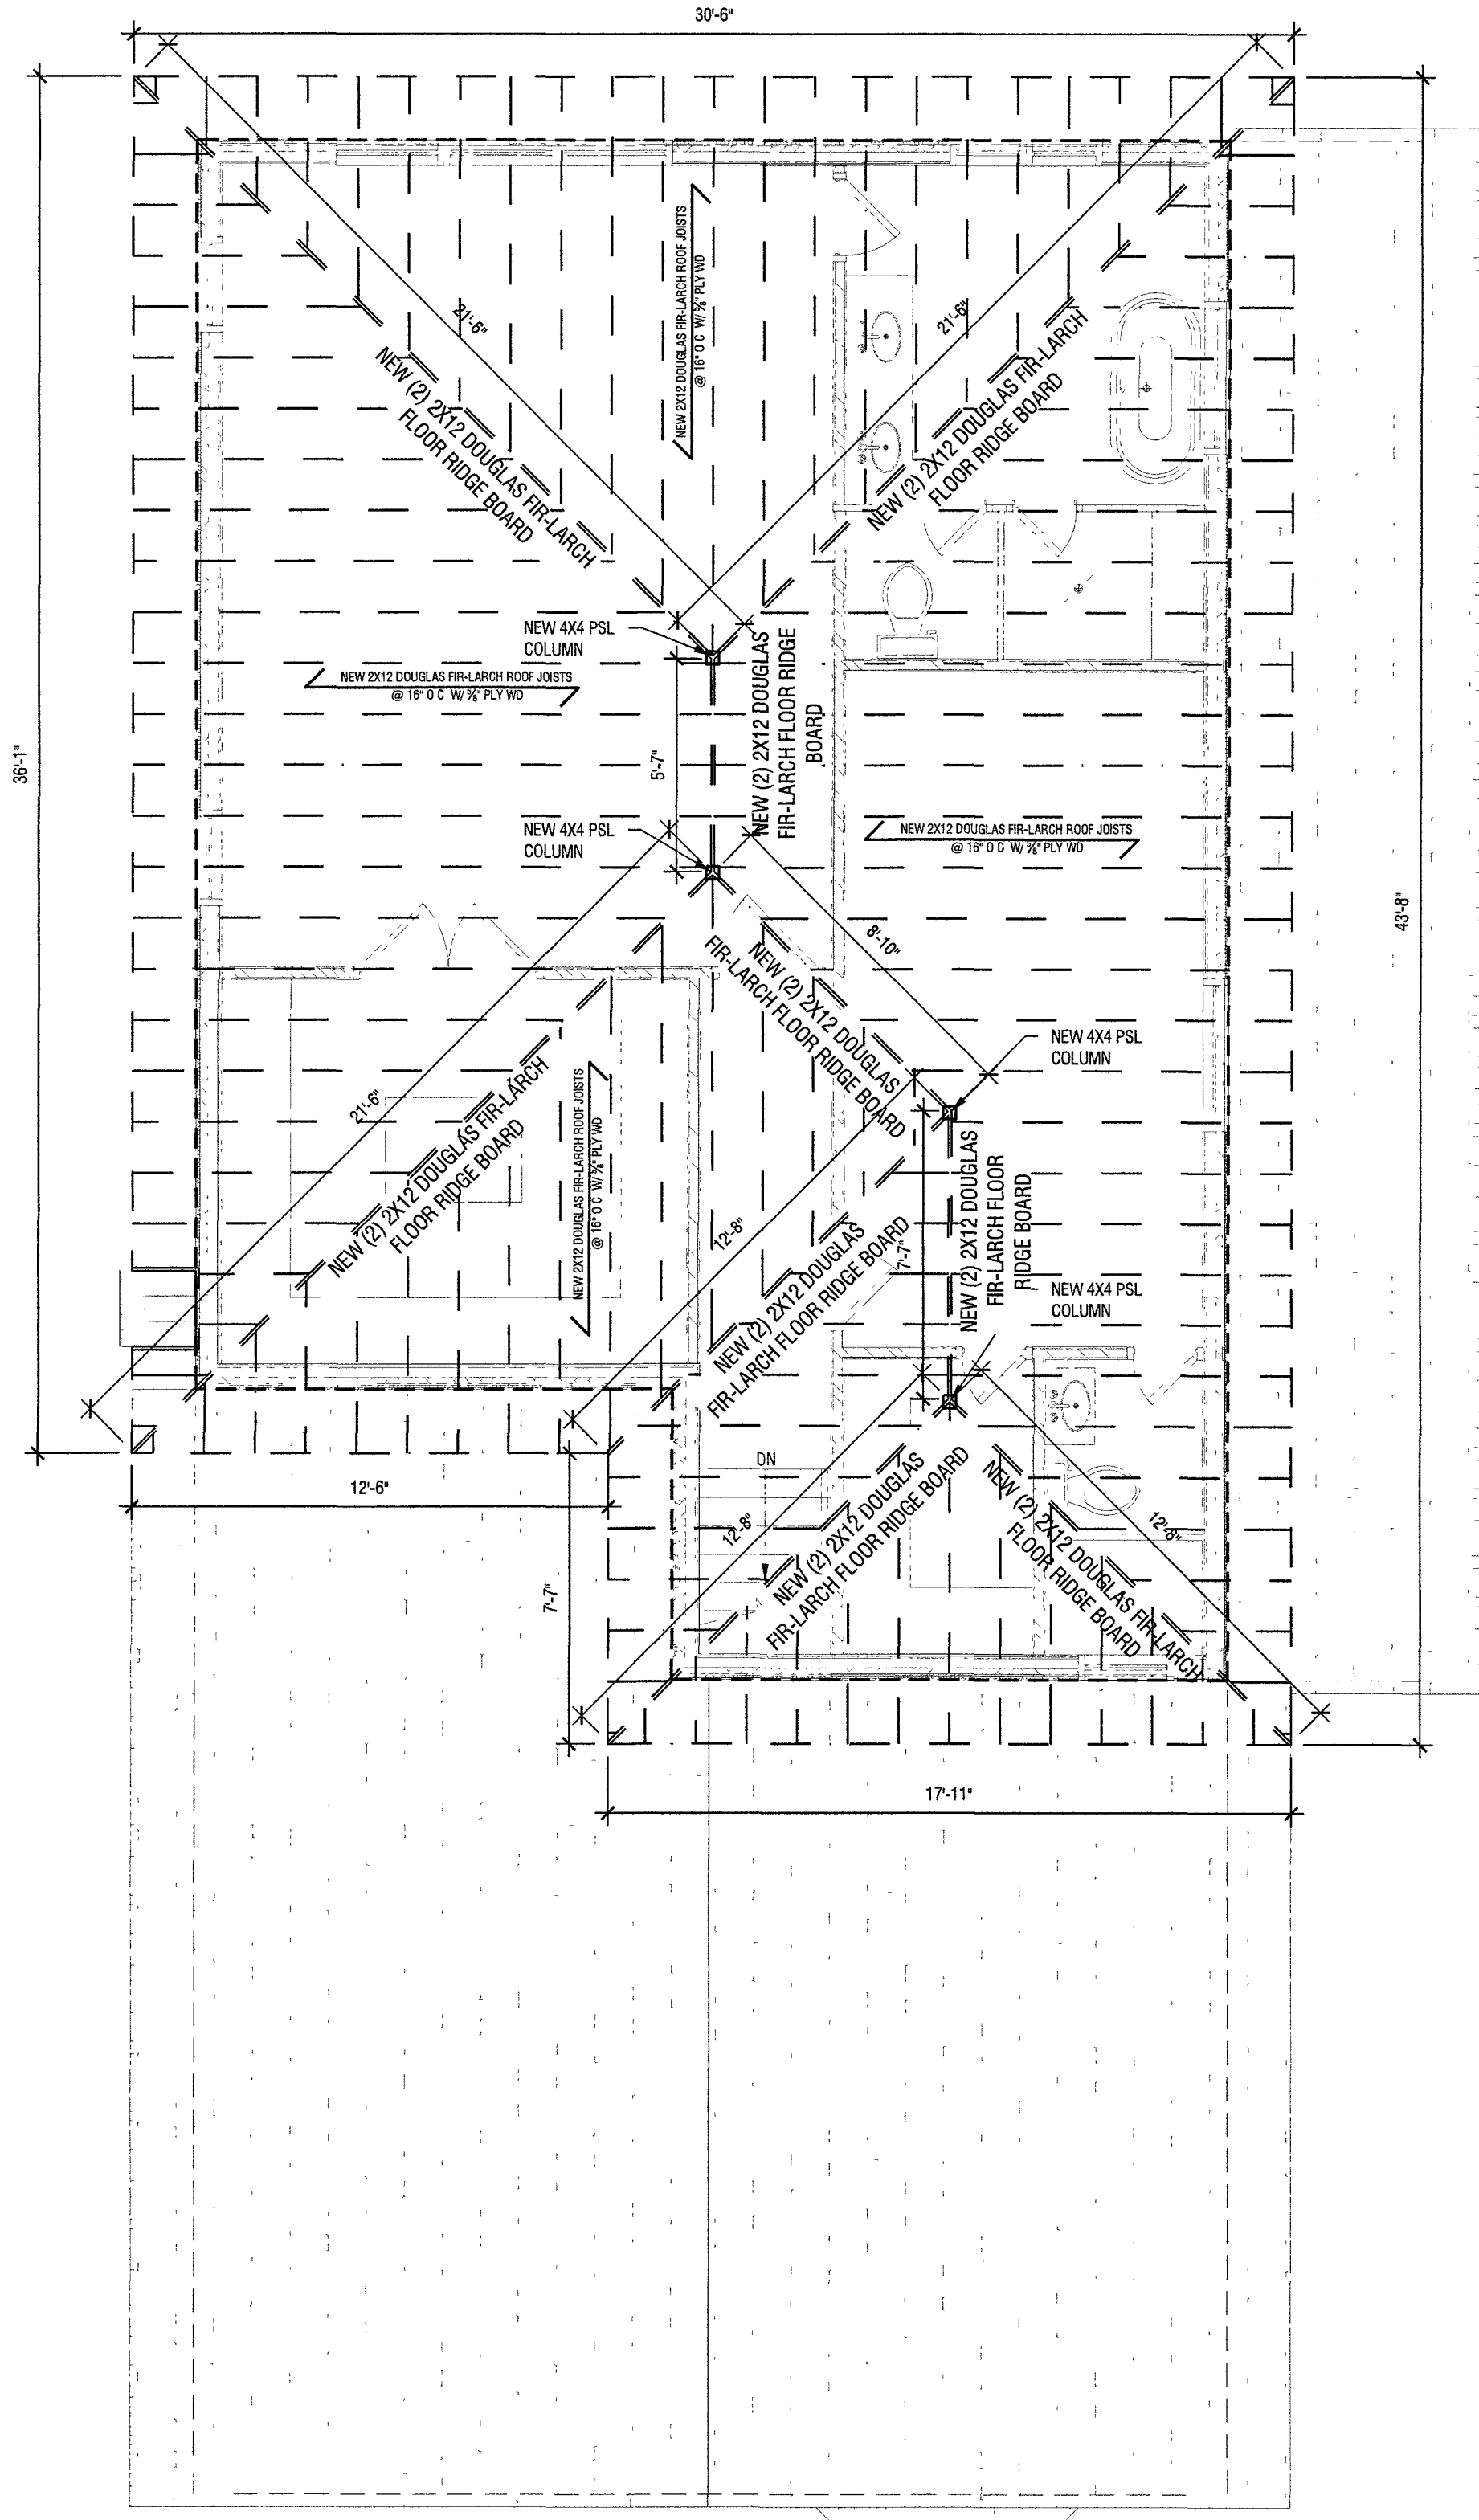 30'-6"
21'-6"
21'-6"
NEW 2X12 DOUGLAS FIR-LARCH ROOF JOISTS
@ 16" O C W/ ⅝" PLY WD
NEW (2) 2X12 DOUGLAS FIR-LARCH
FLOOR RIDGE BOARD
NEW (2) 2X12 DOUGLAS FIR-LARCH
FLOOR RIDGE BOARD
NEW 4X4 PSL
COLUMN
NEW 2X12 DOUGLAS FIR-LARCH ROOF JOISTS
@ 16" O C W/ ⅝" PLY WD
NEW (2) 2X12 DOUGLAS
FIR-LARCH FLOOR RIDGE
BOARD
36'-1"
5'-7"
NEW 4X4 PSL
COLUMN
NEW 2X12 DOUGLAS FIR-LARCH ROOF JOISTS
@ 16" O C W/ ⅝" PLY WD
43'-8"
8'-10"
NEW (2) 2X12 DOUGLAS
FIR-LARCH FLOOR RIDGE BOARD
NEW 4X4 PSL
COLUMN
21'-6"
NEW (2) 2X12 DOUGLAS FIR-LARCH
FLOOR RIDGE BOARD
NEW 2X12 DOUGLAS FIR-LARCH ROOF JOISTS
@ 16" O C W/ ⅝" PLY WD
12'-8"
NEW (2) 2X12 DOUGLAS
FIR-LARCH FLOOR RIDGE BOARD
7'-7"
NEW (2) 2X12 DOUGLAS
FIR-LARCH FLOOR
RIDGE BOARD
NEW 4X4 PSL
COLUMN
DN
12'-6"
12'-8"
NEW (2) 2X12 DOUGLAS
FIR-LARCH FLOOR RIDGE BOARD
NEW (2) 2X12 DOUGLAS FIR-LARCH
FLOOR RIDGE BOARD
12'-8"
7'-7"
17'-11"